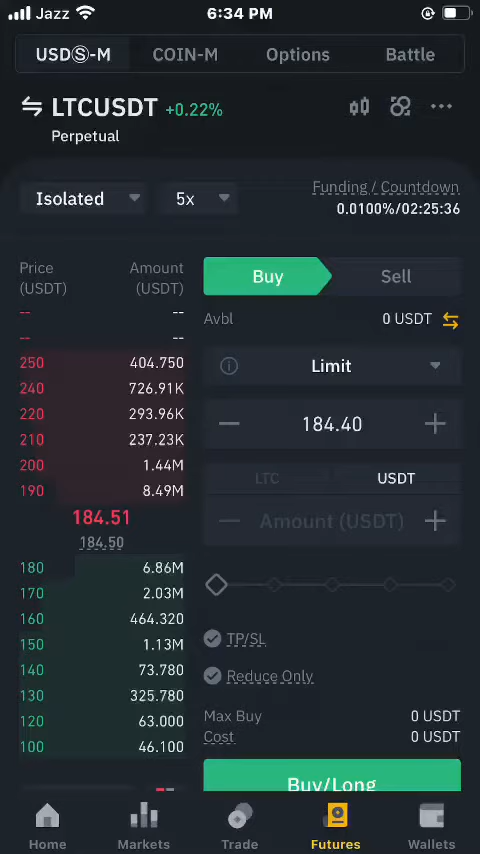 Jazz
6:34 PM
USDⓈ-M COIN-M Options Battle
LTCUSDT +0.22%
Perpetual
Isolated 5x
Funding / Countdown
0.0100%/02:25:36
Price Amount
(USDT) (USDT)
-- --
-- --
250 404.750
240 726.91K
220 293.96K
210 237.23K
200 1.44M
190 8.49M
184.51
184.50
180 6.86M
170 2.03M
160 464.320
150 1.13M
140 73.780
130 325.780
120 63.000
100 46.100
Buy Sell
Avbl 0 USDT
Limit
184.40
LTC USDT
Amount (USDT)
TP/SL
Reduce Only
Max Buy 0 USDT
Cost 0 USDT
Buy/Long
Home Markets Trade Futures Wallets